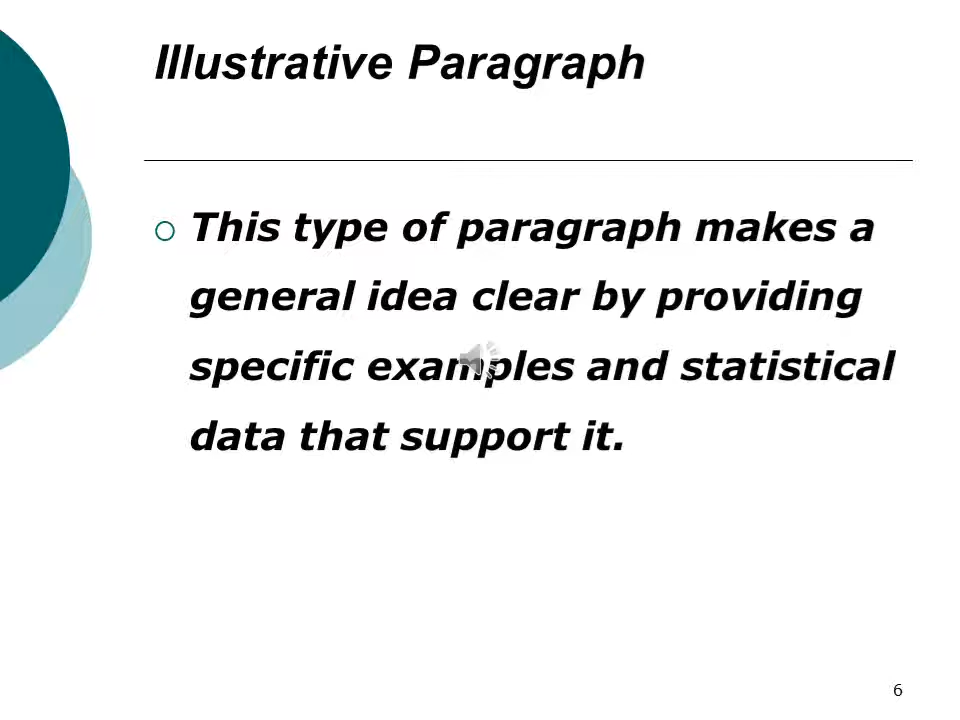 Illustrative Paragraph
This type of paragraph makes a
general idea clear by providing
specific examples and statistical
data that support it.
6